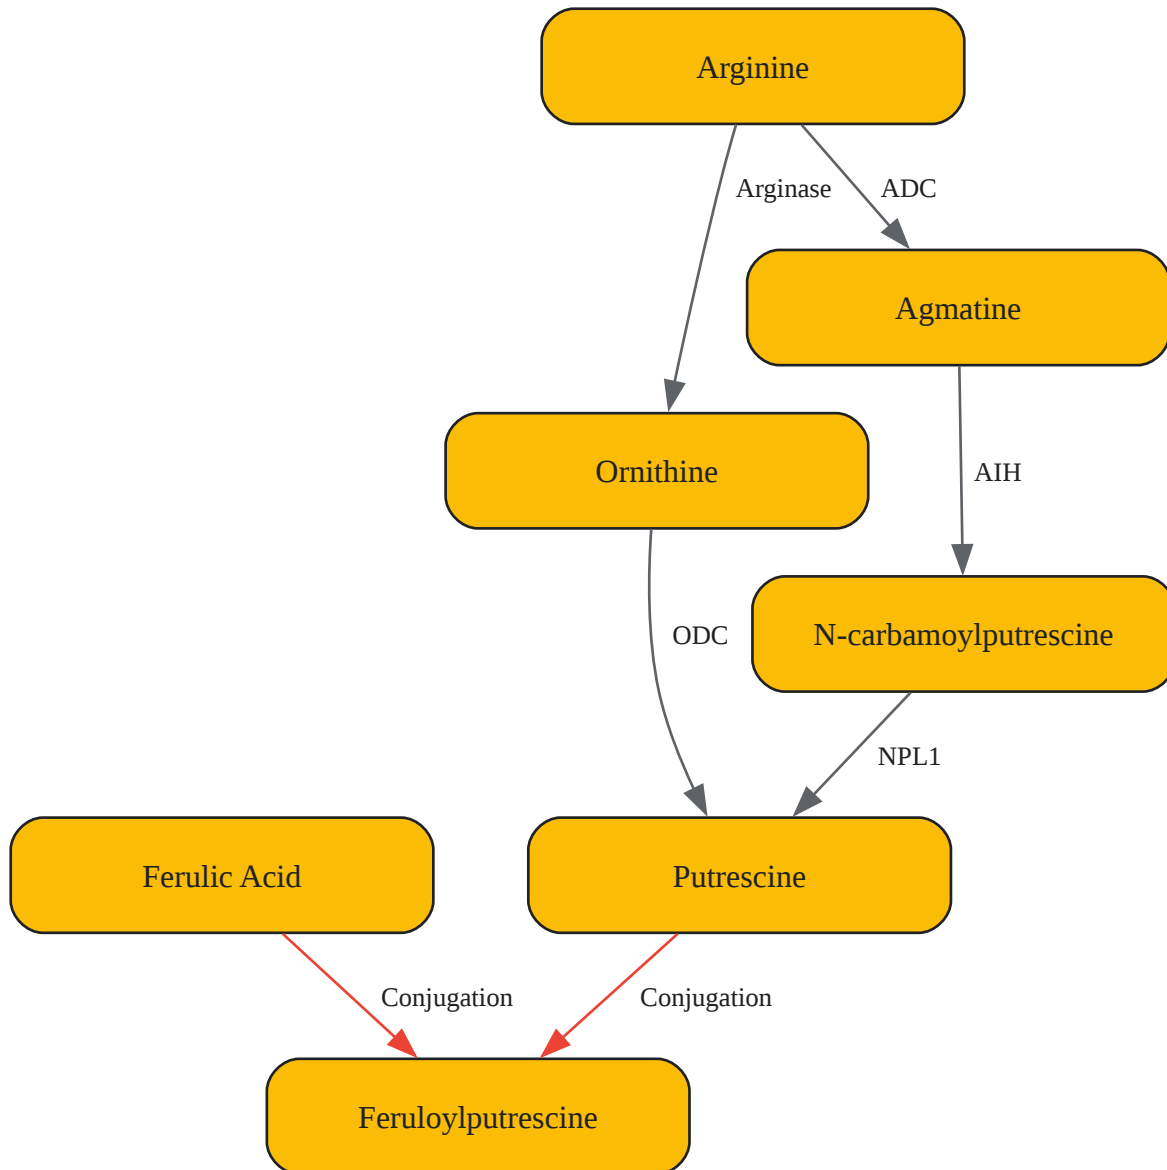 Arginine
Arginase
ADC
Agmatine
Ornithine
AIH
ODC
N-carbamoylputrescine
NPL1
Ferulic Acid
Putrescine
Conjugation
Conjugation
Feruloylputrescine